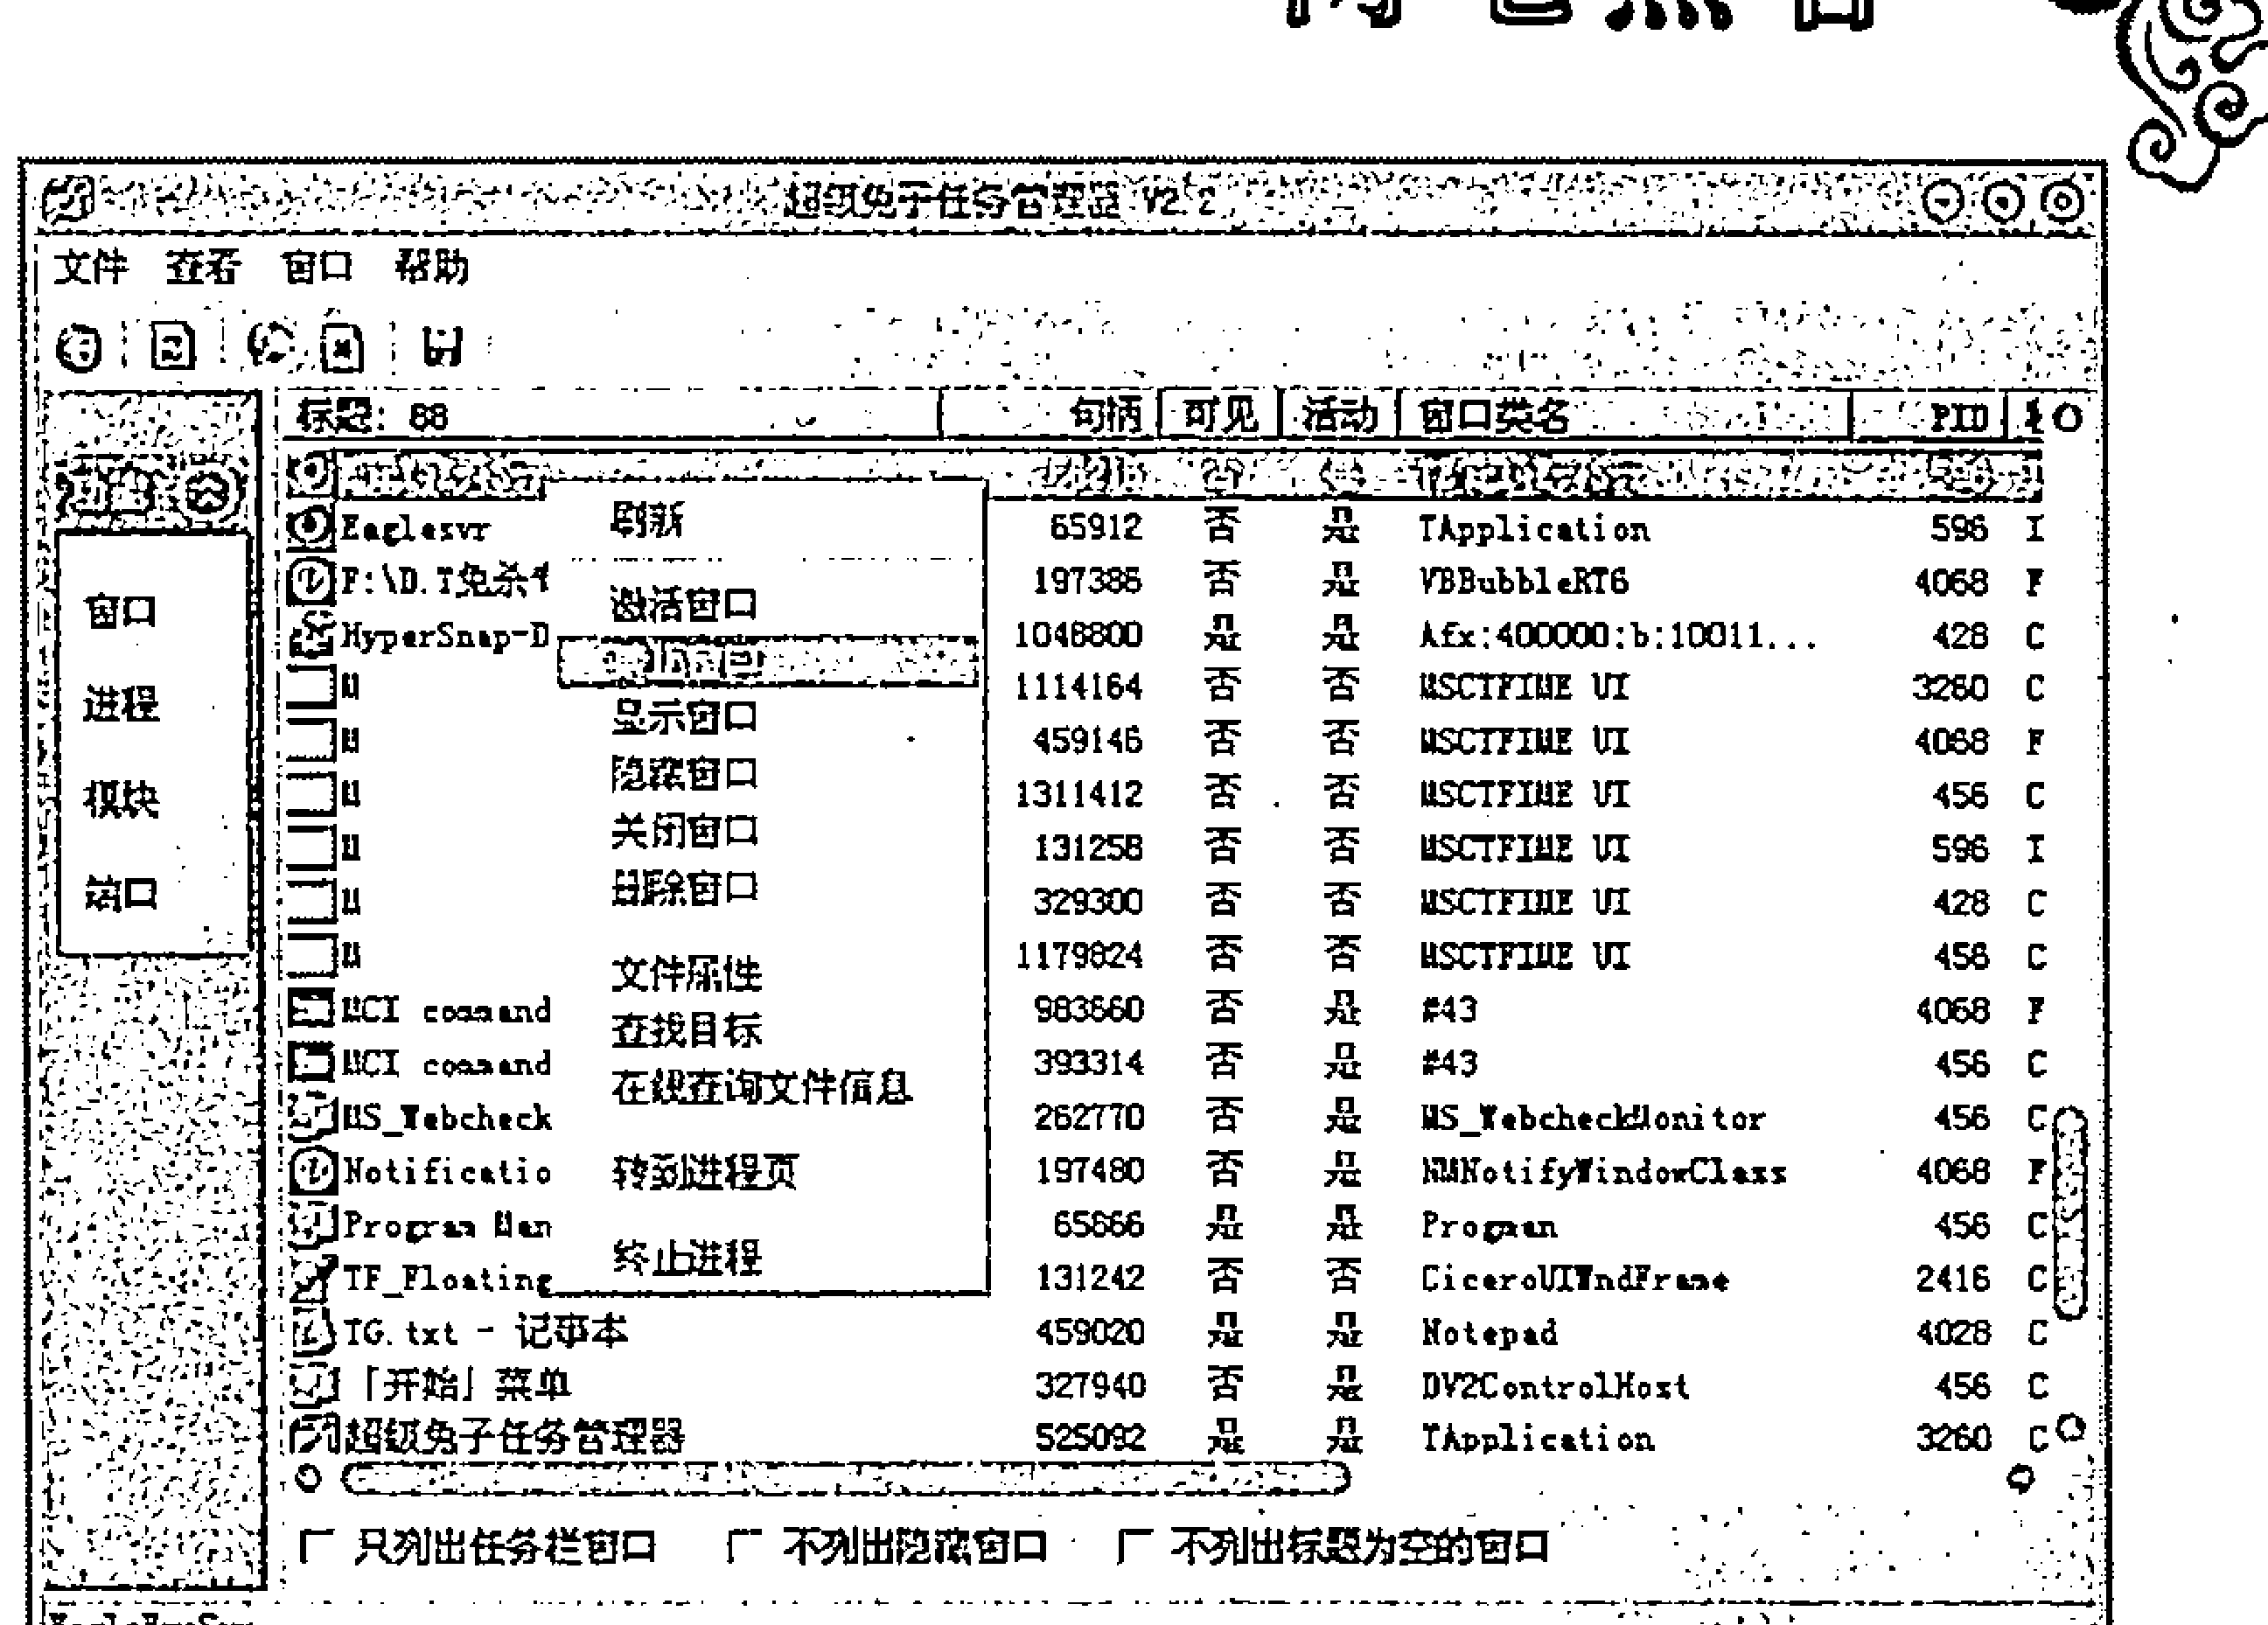 超级兔子任务管理器 V2.2
文件 查看 窗口 帮助
标题: 88 句柄 可见 活动 窗口类名 PID
Eaglesvr 65912 否 是 TApplication 596 I
F:\D.T免杀 197386 否 是 VBBubbleRT6 4068 F
HyperSnap-D 1048800 是 是 Afx:400000:b:10011... 428 C
M 1114164 否 否 MSCTFIME UI 3260 C
M 459146 否 否 MSCTFIME UI 4068 F
M 1311412 否 否 MSCTFIME UI 456 C
M 131258 否 否 MSCTFIME UI 596 I
M 329300 否 否 MSCTFIME UI 428 C
M 1179824 否 否 MSCTFIME UI 456 C
MCI command 983660 否 是 #43 4068 F
MCI command 393314 否 是 #43 456 C
MS_Webcheck 262770 否 是 MS_WebcheckMonitor 456 C
Notificatio 197480 否 是 NMNotifyWindowClass 4068 F
Program Man 65666 是 是 Progman 456 C
TF_Floating 131242 否 否 CiceroUIWndFrame 2416 C
TG.txt - 记事本 459020 是 是 Notepad 4028 C
「开始」菜单 327940 否 是 DV2ControlHost 456 C
超级兔子任务管理器 525092 是 是 TApplication 3260 C
窗口
进程
模块
端口
刷新
激活窗口
显示窗口
隐藏窗口
关闭窗口
删除窗口
文件属性
查找目标
在线查询文件信息
转到进程页
终止进程
只列出任务栏窗口 不列出隐藏窗口 不列出标题为空的窗口